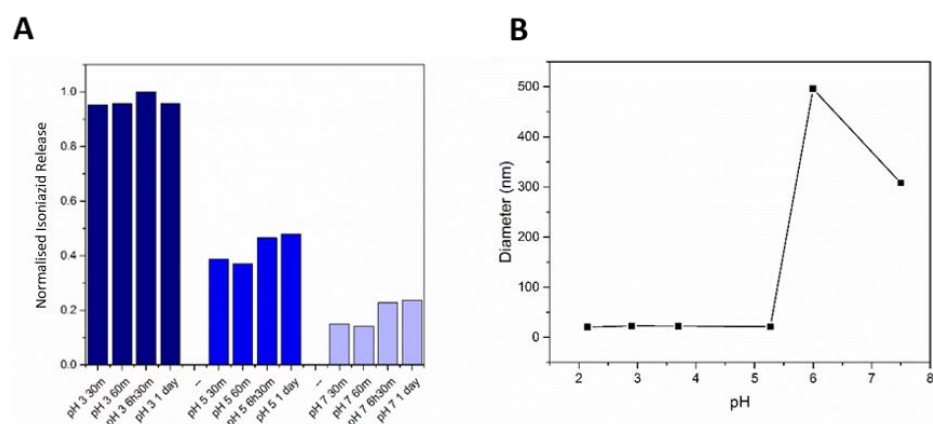 A
B
Normalised Isoniazid Release
1.0
0.8
0.6
0.4
0.2
0.0
pH 3 30m
pH 3 60m
pH 3 6h30m
pH 3 1 day
--
pH 5 30m
pH 5 60m
pH 5 6h30m
pH 5 1 day
--
pH 7 30m
pH 7 60m
pH 7 6h30m
pH 7 1 day
Diameter (nm)
500
400
300
200
100
0
2 3 4 5 6 7 8
pH